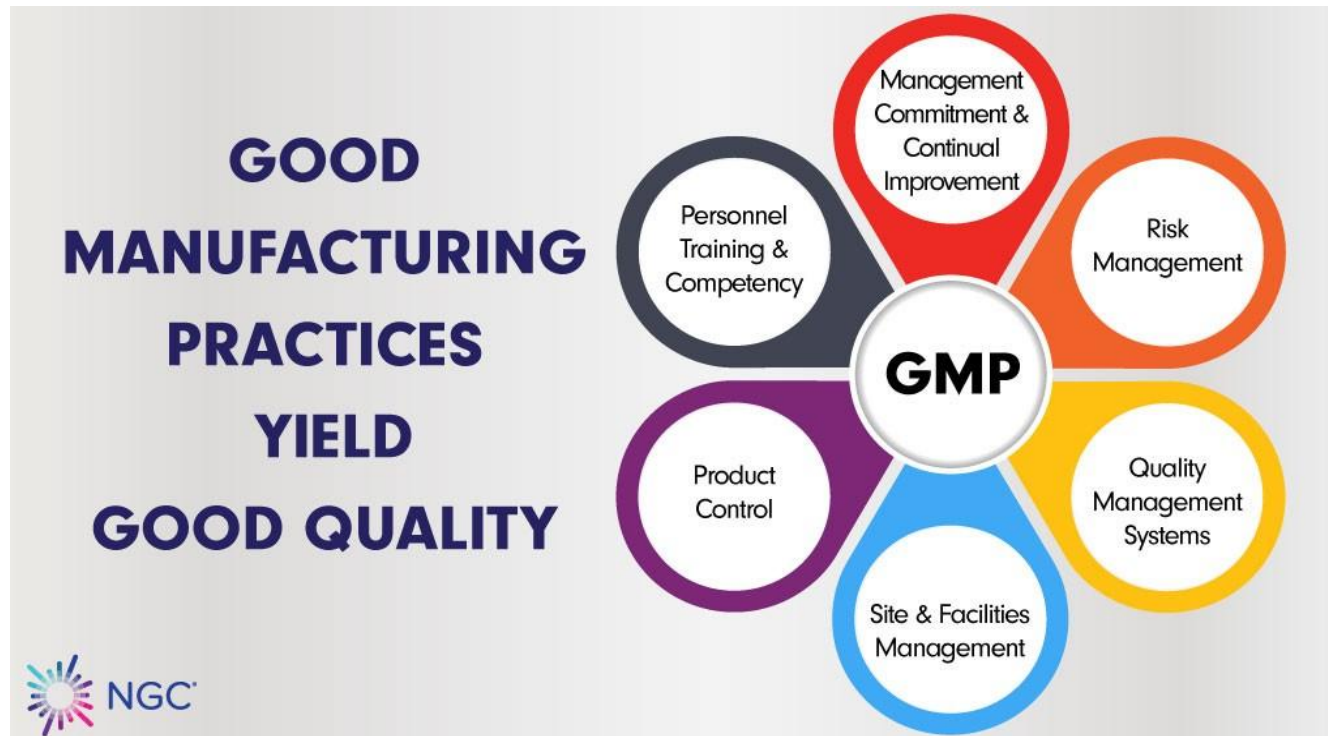 GOOD
MANUFACTURING
PRACTICES
YIELD
GOOD QUALITY
Management
Commitment &
Continual
Improvement
Risk
Management
Quality
Management
Systems
Site & Facilities
Management
Product
Control
Personnel
Training &
Competency
GMP
NGC